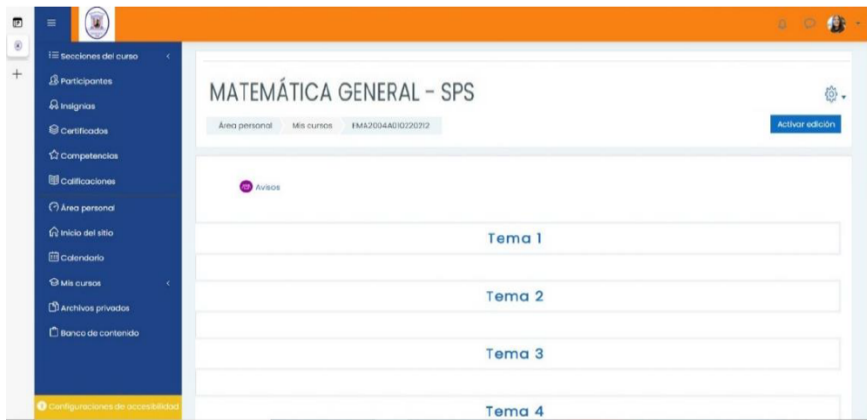 Secciones del curso
Participantes
Insignias
Certificados
Competencias
Calificaciones
Área personal
Inicio del sitio
Calendario
Mis cursos
Archivos privados
Banco de contenido
Configuraciones de accesibilidad
MATEMÁTICA GENERAL - SPS
Área personal Mis cursos EMA2004A010220212
Activar edición
Avisos
Tema 1
Tema 2
Tema 3
Tema 4